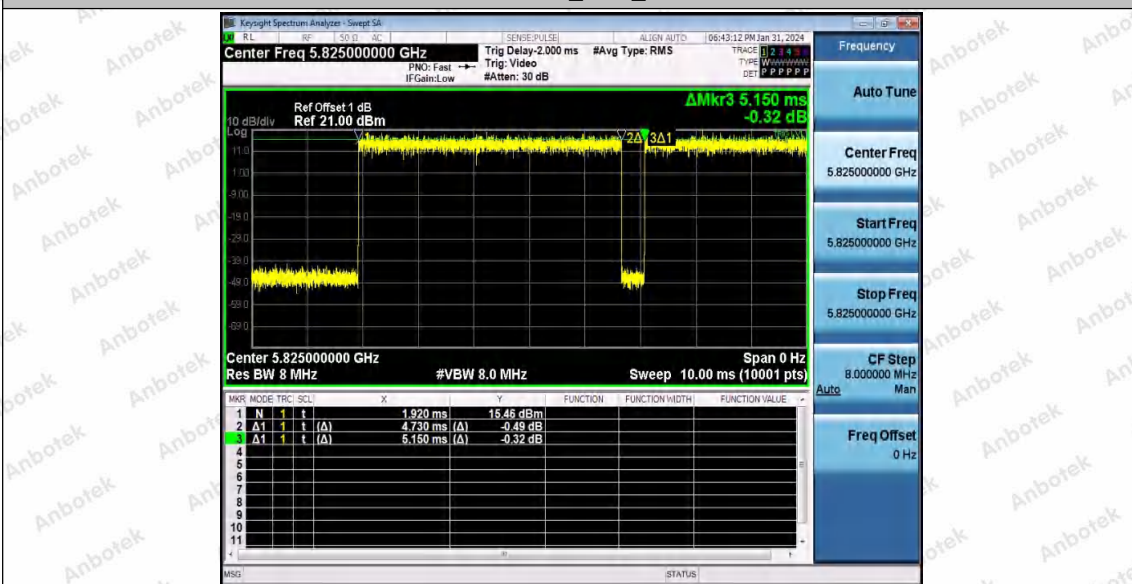 Keysight Spectrum Analyzer - Swept SA
RL RF 50 Ω AC SENSE:PULSE ALIGN AUTO 06:43:12 PM Jan 31, 2024
Center Freq 5.825000000 GHz
PNO: Fast
IFGain:Low
Trig Delay-2.000 ms
Trig: Video
#Atten: 30 dB
#Avg Type: RMS
TRACE 1 2 3 4 5 6
TYPE W
DET P P P P P P
ΔMkr3 5.150 ms
-0.32 dB
Ref Offset 1 dB
10 dB/div Ref 21.00 dBm
Log
11.0
1.00
-9.00
-19.0
-29.0
-39.0
-49.0
-59.0
-69.0
2Δ1 3Δ1
Center 5.825000000 GHz Span 0 Hz
Res BW 8 MHz #VBW 8.0 MHz Sweep 10.00 ms (10001 pts)
MKR MODE TRC SCL X Y FUNCTION FUNCTION WIDTH FUNCTION VALUE
1 N 1 t 1.920 ms 15.46 dBm
2 Δ1 1 t (Δ) 4.730 ms (Δ) -0.49 dB
3 Δ1 1 t (Δ) 5.150 ms (Δ) -0.32 dB
4
5
6
7
8
9
10
11
MSG STATUS
Frequency
Auto Tune
Center Freq
5.825000000 GHz
Start Freq
5.825000000 GHz
Stop Freq
5.825000000 GHz
CF Step
8.000000 MHz
Auto Man
Freq Offset
0 Hz
Anbotek